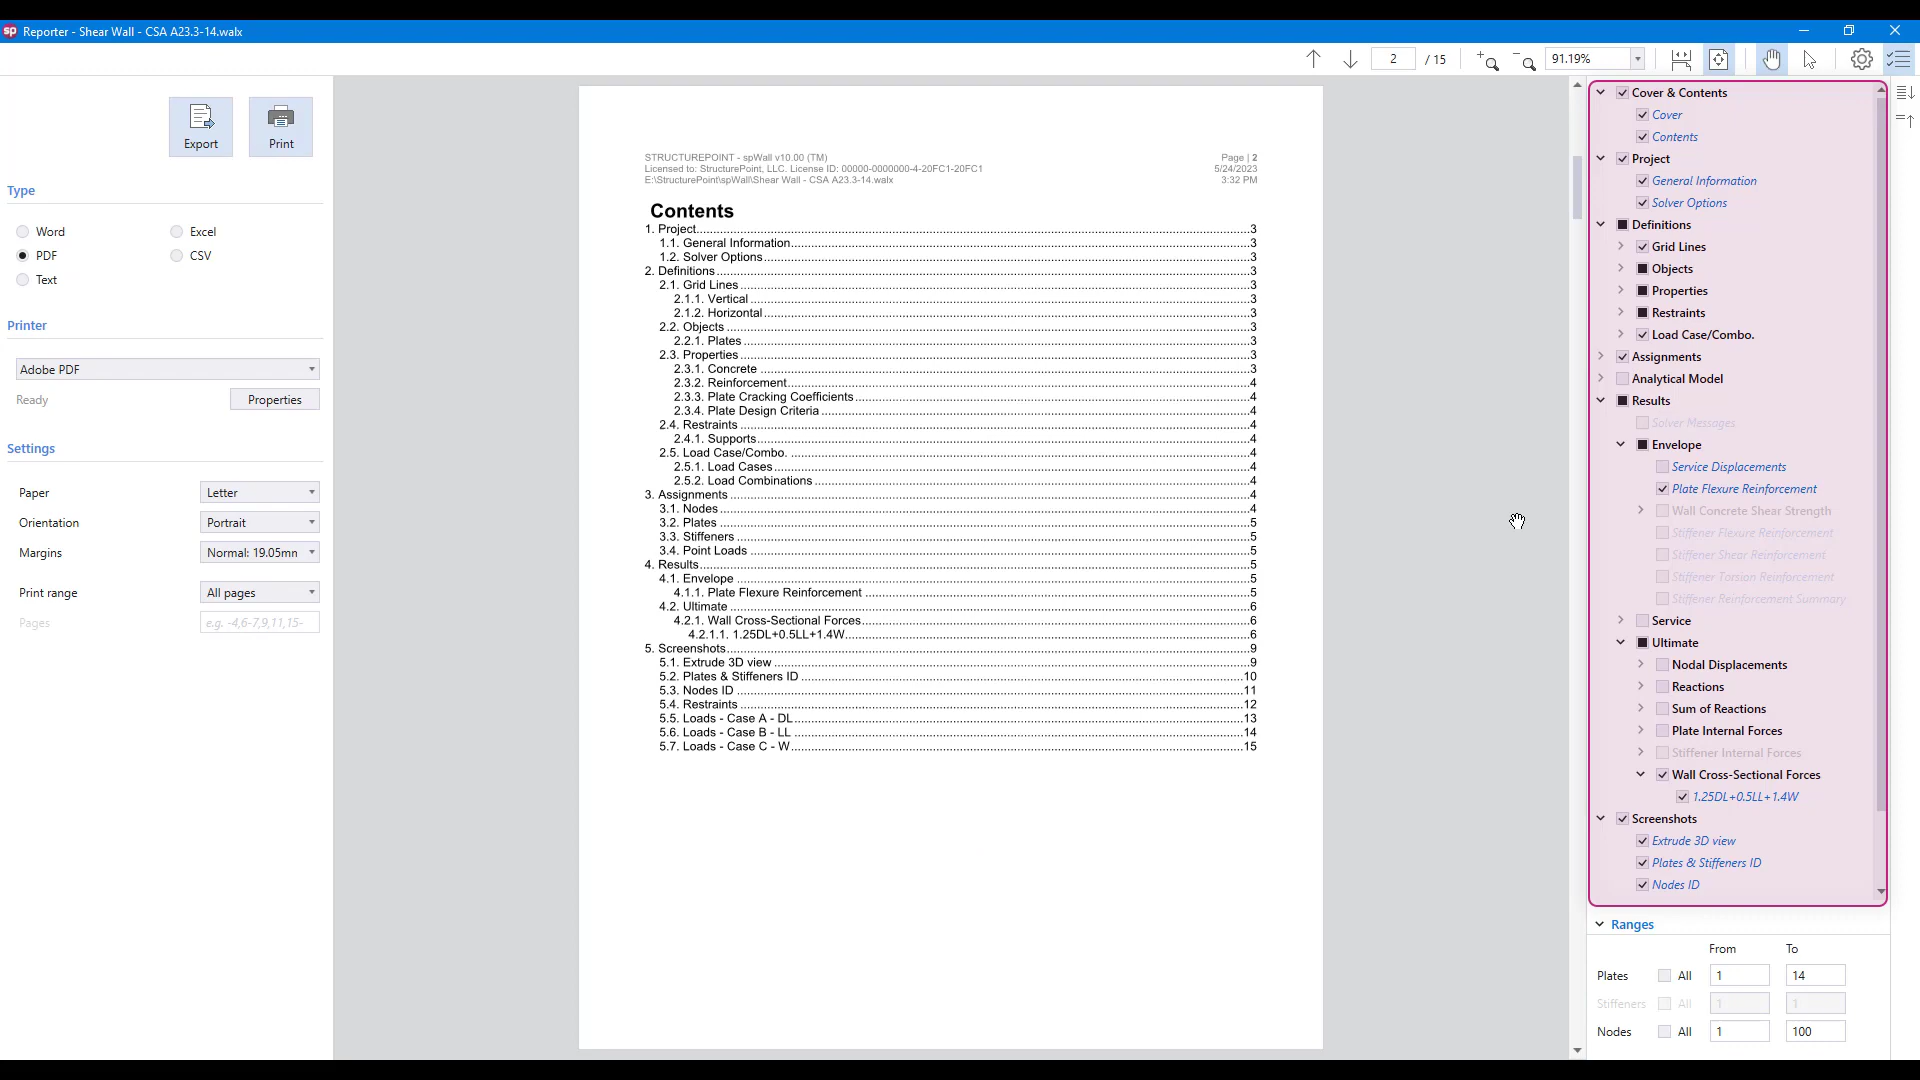 sp Reporter - Shear Wall - CSA A23.3-14.walx
2 / 15 91.19%
Export Print
Type
Word Excel
PDF CSV
Text
Printer
Adobe PDF
Ready Properties
Settings
Paper Letter
Orientation Portrait
Margins Normal: 19.05mn
Print range All pages
Pages e.g. -4,6-7,9,11,15-
STRUCTUREPOINT - spWall v10.00 (TM) Page | 2
Licensed to: StructurePoint, LLC. License ID: 00000-0000000-4-20FC1-20FC1 5/24/2023
E:\StructurePoint\spWall\Shear Wall - CSA A23.3-14.walx 3:32 PM
Contents
1. Project 3
1.1. General Information 3
1.2. Solver Options 3
2. Definitions 3
2.1. Grid Lines 3
2.1.1. Vertical 3
2.1.2. Horizontal 3
2.2. Objects 3
2.2.1. Plates 3
2.3. Properties 3
2.3.1. Concrete 3
2.3.2. Reinforcement 4
2.3.3. Plate Cracking Coefficients 4
2.3.4. Plate Design Criteria 4
2.4. Restraints 4
2.4.1. Supports 4
2.5. Load Case/Combo. 4
2.5.1. Load Cases 4
2.5.2. Load Combinations 4
3. Assignments 4
3.1. Nodes 4
3.2. Plates 5
3.3. Stiffeners 5
3.4. Point Loads 5
4. Results 5
4.1. Envelope 5
4.1.1. Plate Flexure Reinforcement 5
4.2. Ultimate 6
4.2.1. Wall Cross-Sectional Forces 6
4.2.1.1. 1.25DL+0.5LL+1.4W 6
5. Screenshots 9
5.1. Extrude 3D view 9
5.2. Plates & Stiffeners ID 10
5.3. Nodes ID 11
5.4. Restraints 12
5.5. Loads - Case A - DL 13
5.6. Loads - Case B - LL 14
5.7. Loads - Case C - W 15
Cover & Contents
Cover
Contents
Project
General Information
Solver Options
Definitions
Grid Lines
Objects
Properties
Restraints
Load Case/Combo.
Assignments
Analytical Model
Results
Solver Messages
Envelope
Service Displacements
Plate Flexure Reinforcement
Wall Concrete Shear Strength
Stiffener Flexure Reinforcement
Stiffener Shear Reinforcement
Stiffener Torsion Reinforcement
Stiffener Reinforcement Summary
Service
Ultimate
Nodal Displacements
Reactions
Sum of Reactions
Plate Internal Forces
Stiffener Internal Forces
Wall Cross-Sectional Forces
1.25DL+0.5LL+1.4W
Screenshots
Extrude 3D view
Plates & Stiffeners ID
Nodes ID
Ranges
From To
Plates All 1 14
Stiffeners All 1 1
Nodes All 1 100